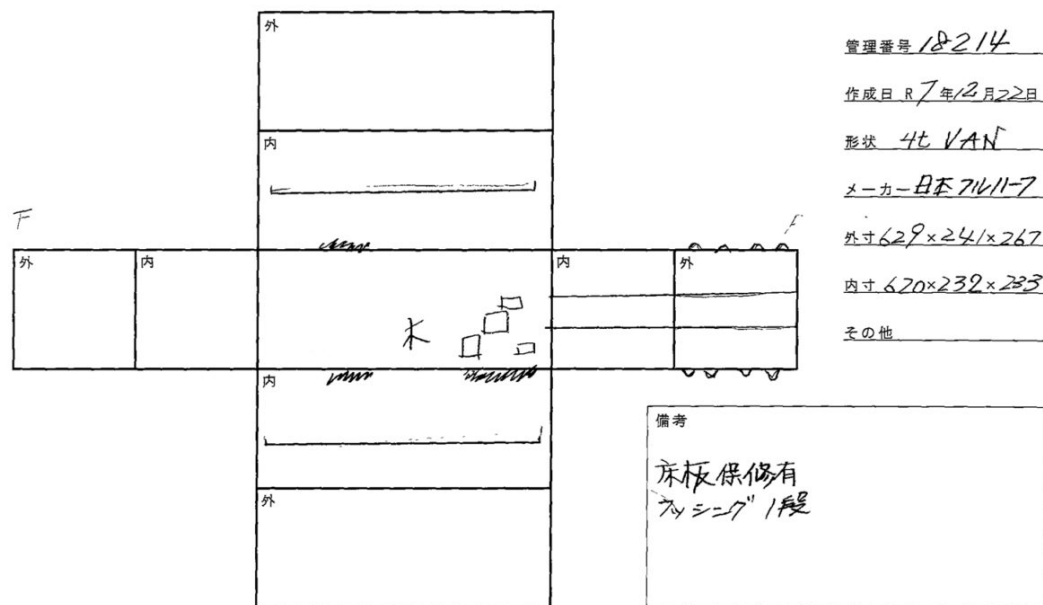 外
内
F
F
外
内
木
内
外
内
外
管理番号 18214
作成日 R7年12月22日
形状 4t VAN
メーカー 日本フルハーフ
外寸 629×241×267
内寸 620×232×233
その他
備考
床板保修有
ラッシング1段